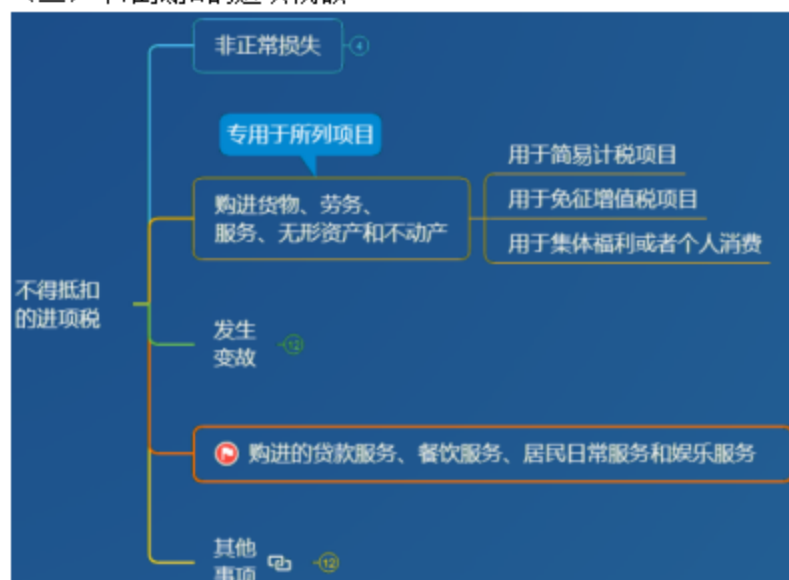 非正常损失 4
专用于所列项目
购进货物、劳务、
服务、无形资产和不动产
用于简易计税项目
用于免征增值税项目
用于集体福利或者个人消费
不得抵扣
的进项税
发生
变故 12
购进的贷款服务、餐饮服务、居民日常服务和娱乐服务
其他
事项 12